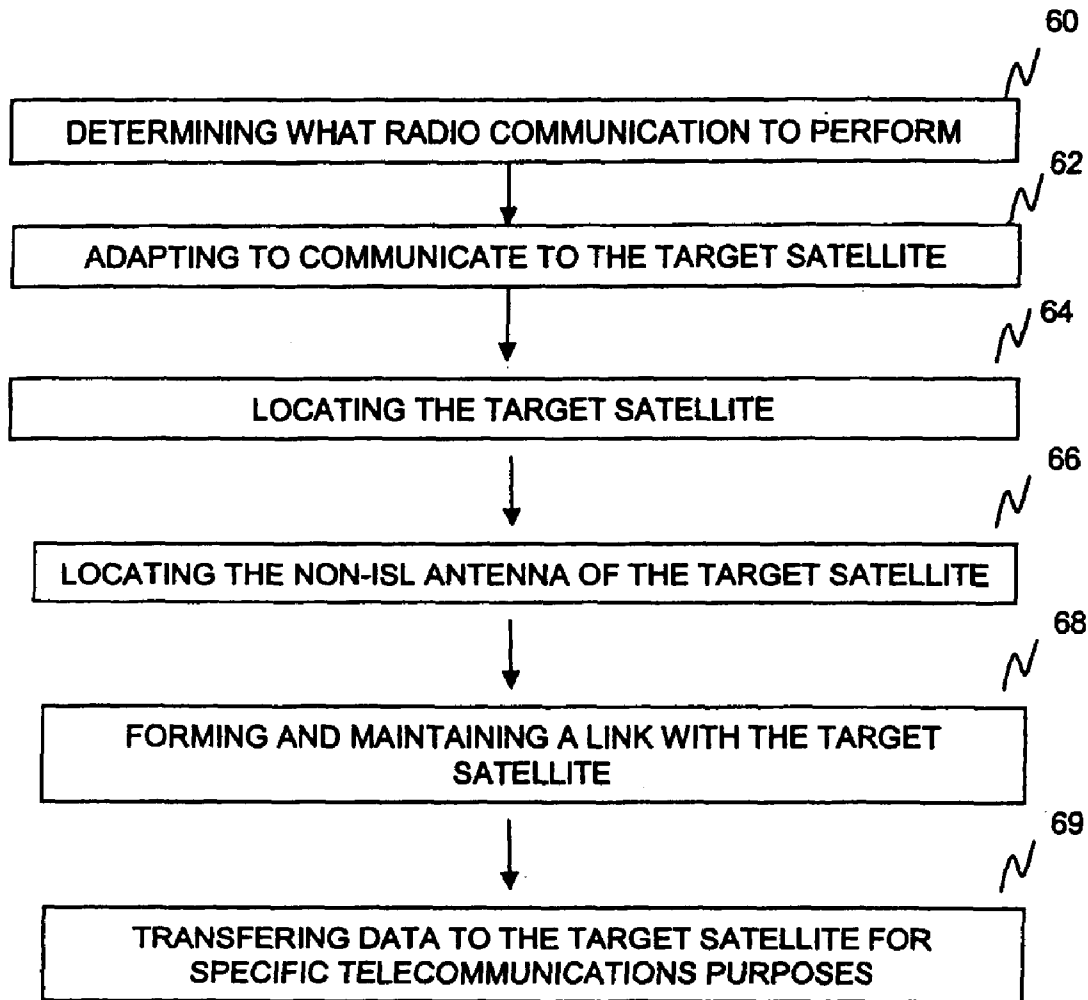 60
DETERMINING WHAT RADIO COMMUNICATION TO PERFORM
62
ADAPTING TO COMMUNICATE TO THE TARGET SATELLITE
64
LOCATING THE TARGET SATELLITE
66
LOCATING THE NON-ISL ANTENNA OF THE TARGET SATELLITE
68
FORMING AND MAINTAINING A LINK WITH THE TARGET
SATELLITE
69
TRANSFERING DATA TO THE TARGET SATELLITE FOR
SPECIFIC TELECOMMUNICATIONS PURPOSES